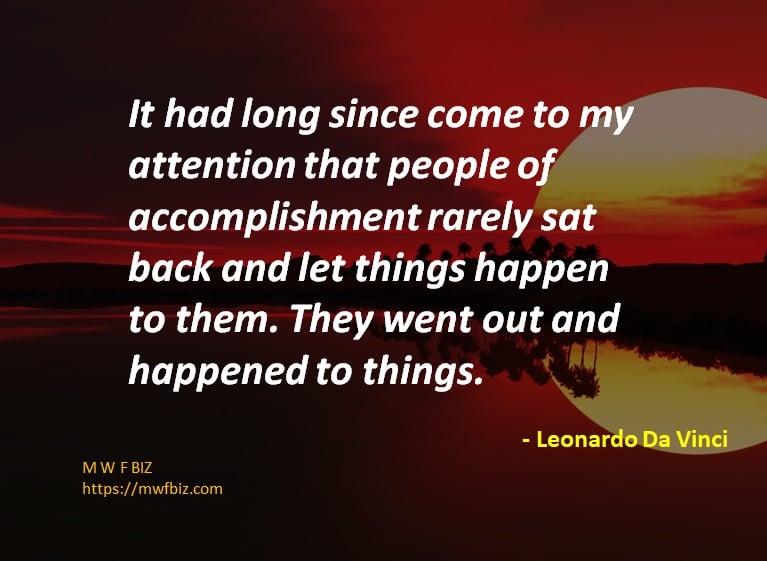 It had long since come to my
attention that people of
accomplishment rarely sat
back and let things happen
to them. They went out and
happened to things.
- Leonardo Da Vinci
M W F BIZ
https://mwfbiz.com